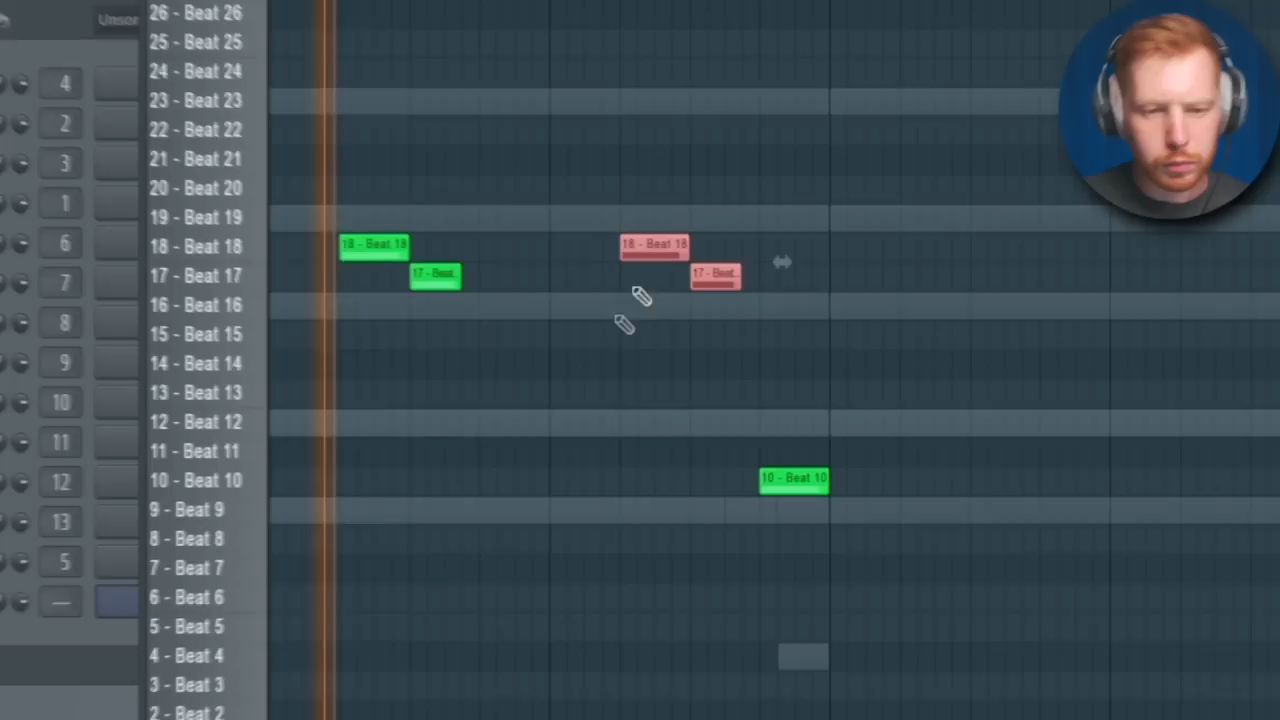 Unsor
26 - Beat 26
25 - Beat 25
24 - Beat 24
4
23 - Beat 23
2
22 - Beat 22
21 - Beat 21
3
20 - Beat 20
1
19 - Beat 19
6
18 - Beat 18
18 - Beat 18
18 - Beat 18
7
17 - Beat 17
17 - Beat
17 - Beat..
16 - Beat 16
8
15 - Beat 15
9
14 - Beat 14
10
13 - Beat 13
12 - Beat 12
11
11 - Beat 11
12
10 - Beat 10
10 - Beat 10
9 - Beat 9
13
8 - Beat 8
5
7 - Beat 7
—
6 - Beat 6
5 - Beat 5
4 - Beat 4
3 - Beat 3
2 - Beat 2